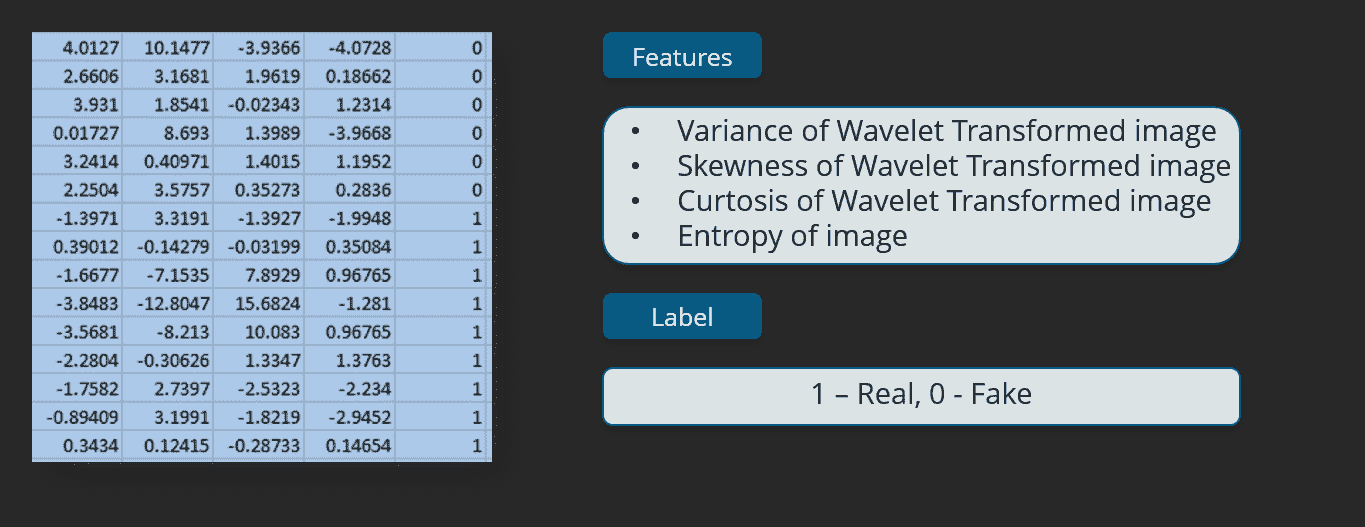 4.0127 10.1477 -3.9366 -4.0728 0
2.6606 3.1681 1.9619 0.18662 0
3.931 1.8541 -0.02343 1.2314 0
0.01727 8.693 1.3989 -3.9668 0
3.2414 0.40971 1.4015 1.1952 0
2.2504 3.5757 0.35273 0.2836 0
-1.3971 3.3191 -1.3927 -1.9948 1
0.39012 -0.14279 -0.03199 0.35084 1
-1.6677 -7.1535 7.8929 0.96765 1
-3.8483 -12.8047 15.6824 -1.281 1
-3.5681 -8.213 10.083 0.96765 1
-2.2804 -0.30626 1.3347 1.3763 1
-1.7582 2.7397 -2.5323 -2.234 1
-0.89409 3.1991 -1.8219 -2.9452 1
0.3434 0.12415 -0.28733 0.14654 1
Features
• Variance of Wavelet Transformed image
• Skewness of Wavelet Transformed image
• Curtosis of Wavelet Transformed image
• Entropy of image
Label
1 – Real, 0 - Fake